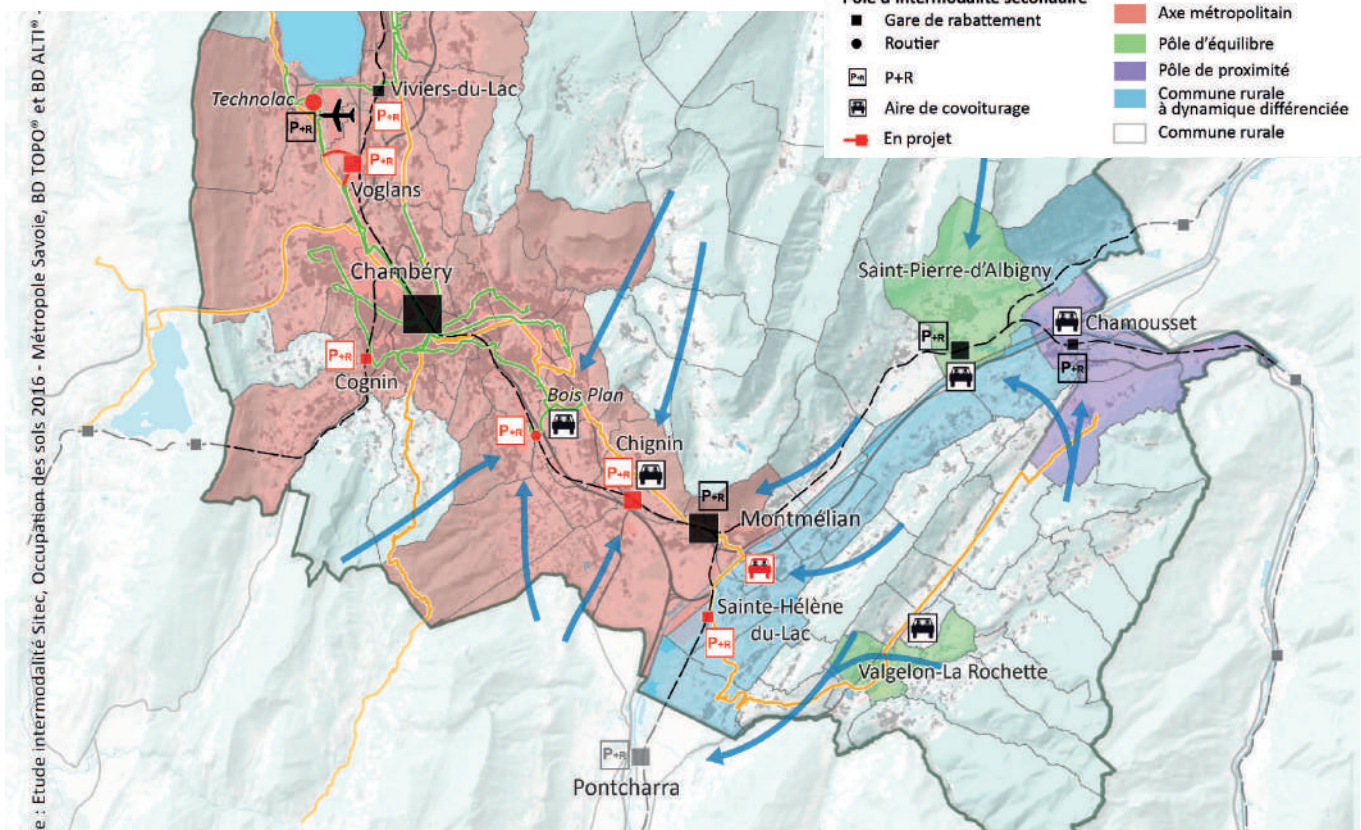 Pôle d'intermodalité secondaire
Gare de rabattement
Routier
P+R P+R
Aire de covoiturage
En projet
Axe métropolitain
Pôle d'équilibre
Pôle de proximité
Commune rurale
à dynamique différenciée
Commune rurale
Technolac
Viviers-du-Lac
P+R
P+R
P+R
Voglans
Chambéry
Saint-Pierre-d'Albigny
P+R
Chamousset
P+R
P+R
Cognin
Bois Plan
P+R
Chignin
P+R
P+R
Montmélian
Sainte-Hélène
du-Lac
P+R
Valgelon-La Rochette
P+R
Pontcharra
e : Etude intermodalité Sitec, Occupation des sols 2016 - Métropole Savoie, BD TOPO® et BD ALTI® -